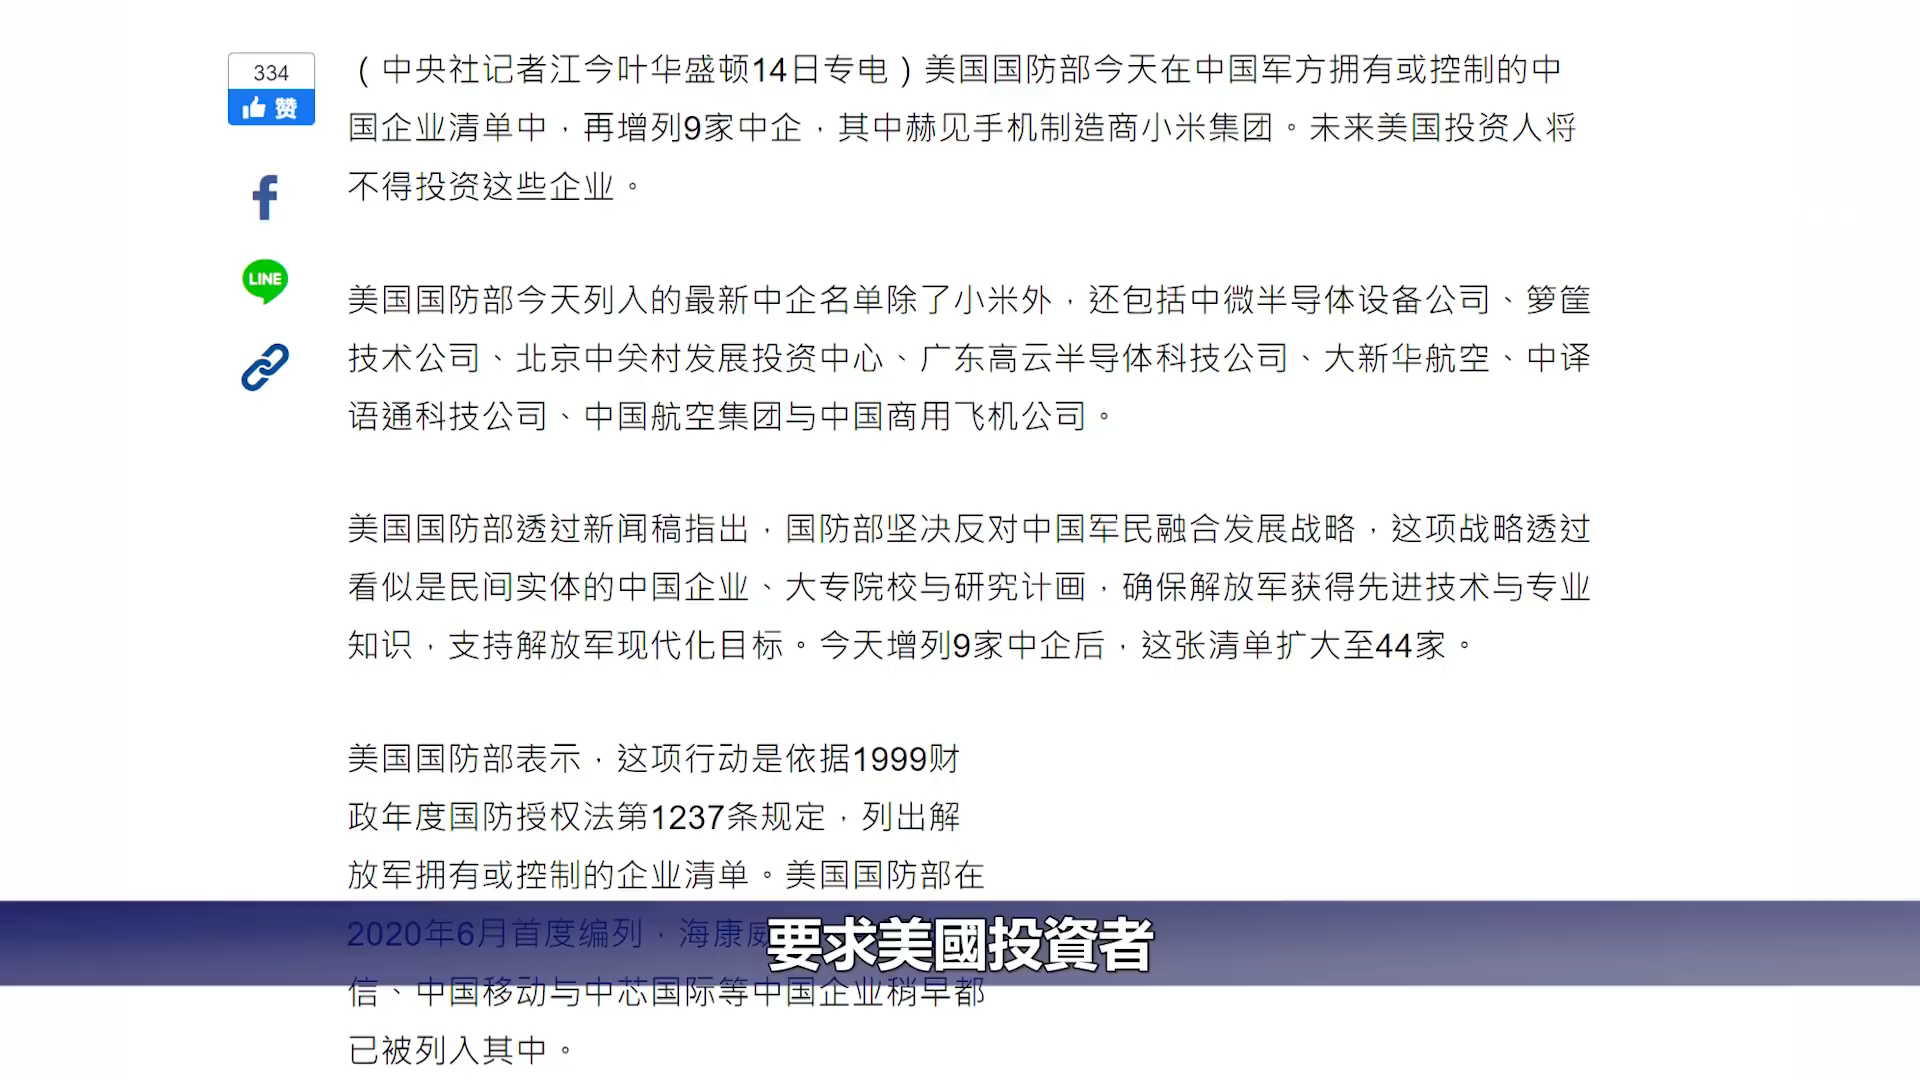 334
赞
LINE
（中央社记者江今叶华盛顿14日专电）美国国防部今天在中国军方拥有或控制的中
国企业清单中，再增列9家中企，其中赫见手机制造商小米集团。未来美国投资人将
不得投资这些企业。
美国国防部今天列入的最新中企名单除了小米外，还包括中微半导体设备公司、箩筐
技术公司、北京中关村发展投资中心、广东高云半导体科技公司、大新华航空、中译
语通科技公司、中国航空集团与中国商用飞机公司。
美国国防部透过新闻稿指出，国防部坚决反对中国军民融合发展战略，这项战略透过
看似是民间实体的中国企业、大专院校与研究计画，确保解放军获得先进技术与专业
知识，支持解放军现代化目标。今天增列9家中企后，这张清单扩大至44家。
美国国防部表示，这项行动是依据1999财
政年度国防授权法第1237条规定，列出解
放军拥有或控制的企业清单。美国国防部在
2020年6月首度编列，海康威
要求美國投資者
信、中国移动与中芯国际等中国企业稍早都
已被列入其中。